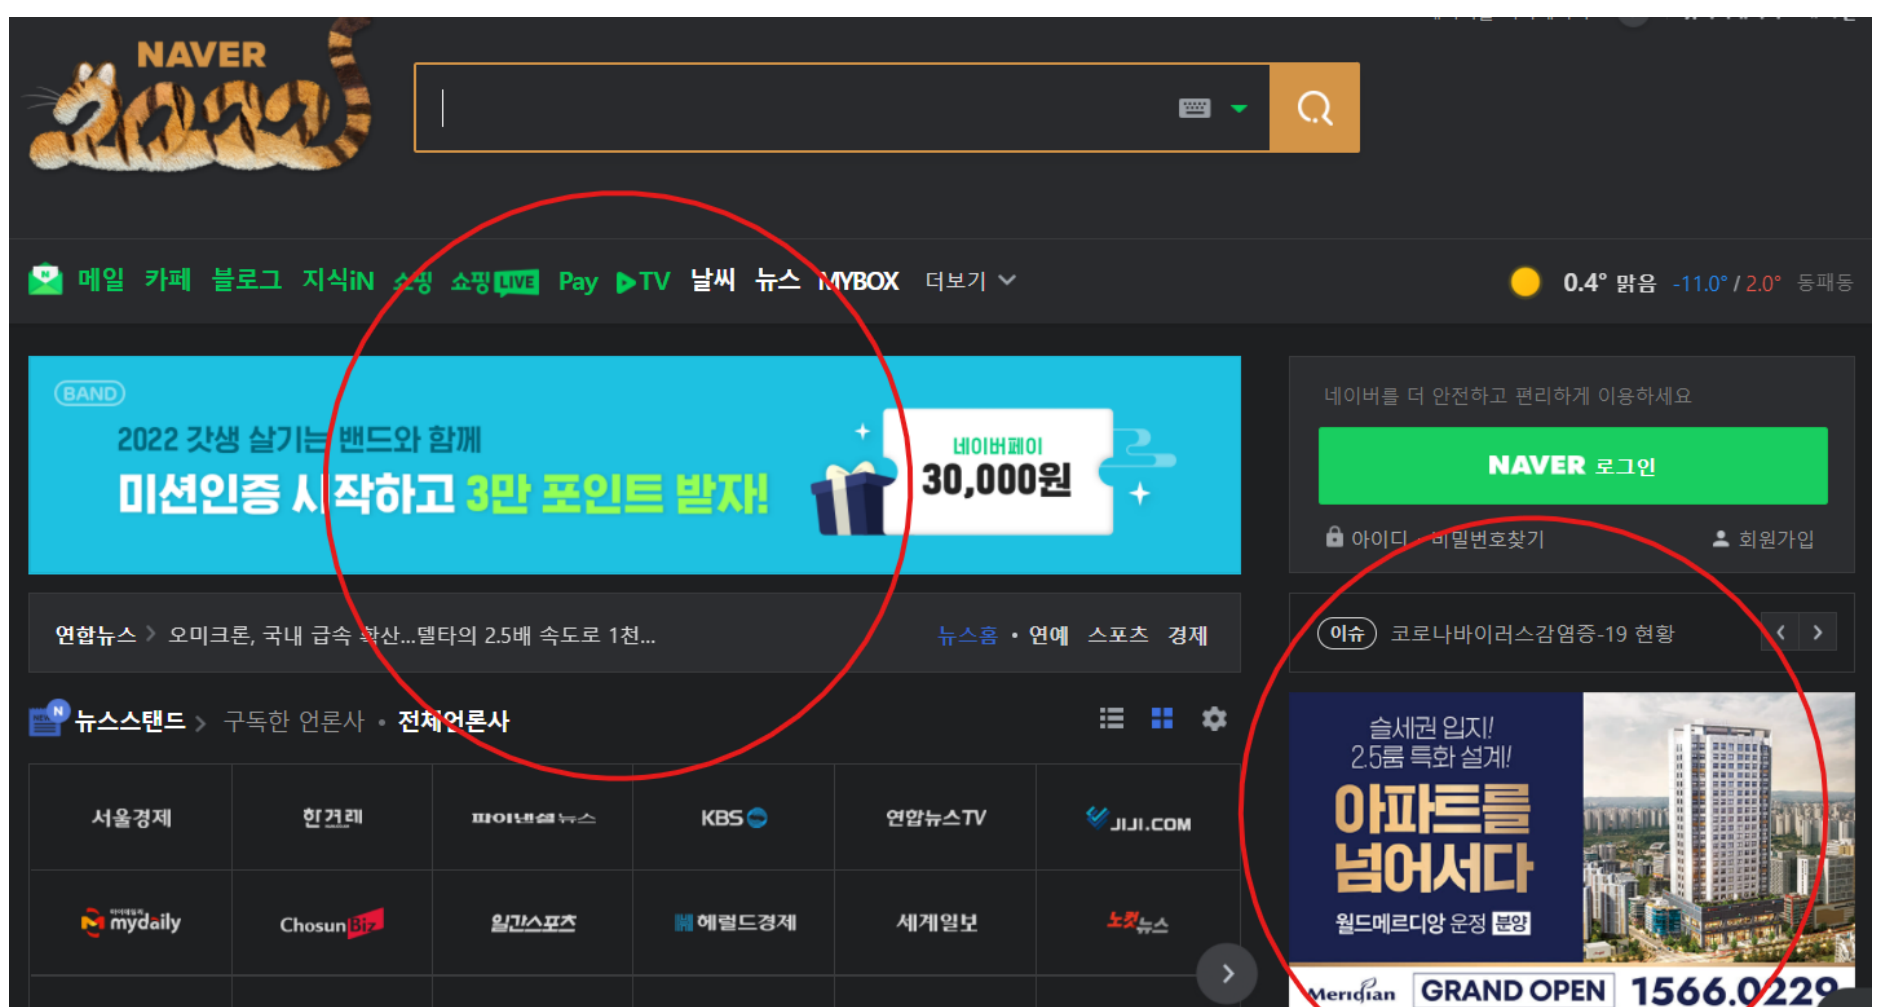 NAVER
메일 카페 블로그 지식iN 쇼핑 쇼핑LIVE Pay TV 날씨 뉴스 MYBOX 더보기
0.4° 맑음 -11.0° / 2.0° 동패동
BAND
2022 갓생 살기는 밴드와 함께
미션인증 시작하고 3만 포인트 받자!
네이버페이
30,000원
네이버를 더 안전하고 편리하게 이용하세요
NAVER 로그인
아이디 · 비밀번호찾기 회원가입
연합뉴스 > 오미크론, 국내 급속 확산...델타의 2.5배 속도로 1천...
뉴스홈 • 연예 스포츠 경제
이슈 코로나바이러스감염증-19 현황
뉴스스탠드 > 구독한 언론사 • 전체언론사
서울경제 한겨레 파이낸셜뉴스 KBS 연합뉴스TV JIJI.COM
마이데일리
mydaily ChosunBiz 일간스포츠 헤럴드경제 세계일보 노컷뉴스
슬세권 입지!
2.5룸 특화 설계!
아파트를
넘어서다
월드메르디앙 운정 분양
Meridian GRAND OPEN 1566.0229